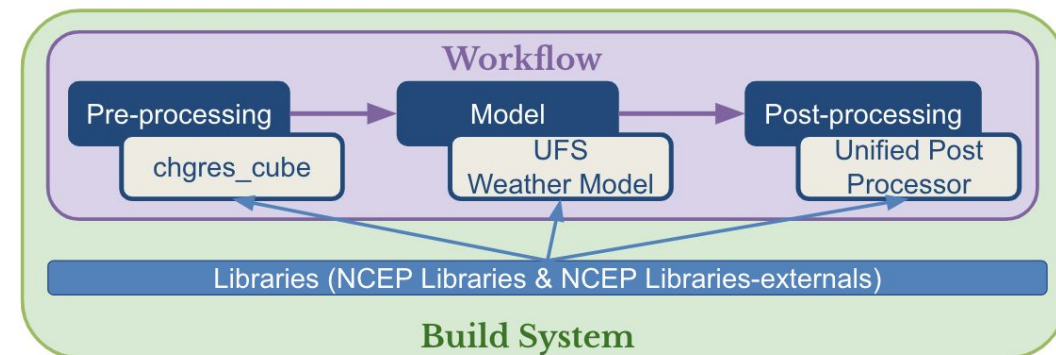 Workflow
Pre-processing
Model
Post-processing
chgres_cube
UFS
Weather Model
Unified Post
Processor
Libraries (NCEP Libraries & NCEP Libraries-externals)
Build System